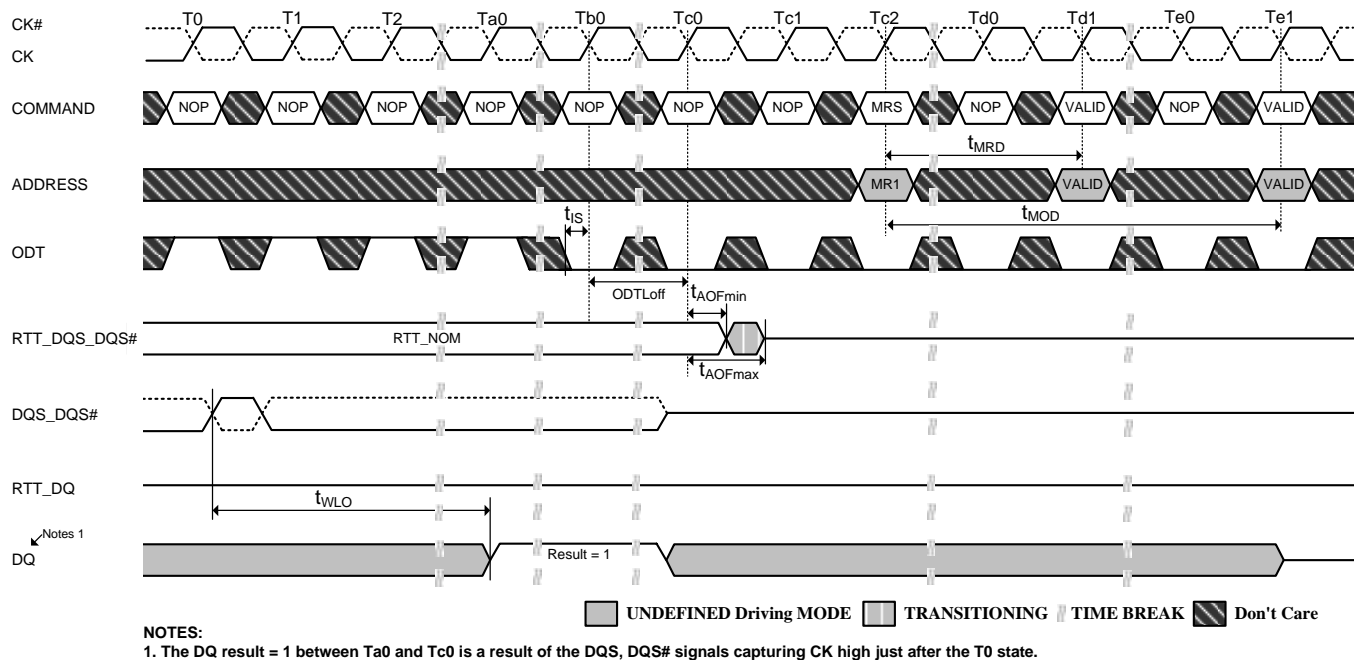 CK#
CK
T0 T1 T2 Ta0 Tb0 Tc0 Tc1 Tc2 Td0 Td1 Te0 Te1
COMMAND
NOP NOP NOP NOP NOP NOP NOP MRS NOP VALID NOP VALID
tMRD
ADDRESS
MR1 VALID VALID
tIS
tMOD
ODT
ODTLoff
tAOFmin
RTT_DQS_DQS#
RTT_NOM
tAOFmax
DQS_DQS#
RTT_DQ
tWLO
Notes 1
DQ
Result = 1
UNDEFINED Driving MODE TRANSITIONING TIME BREAK Don't Care
NOTES:
1. The DQ result = 1 between Ta0 and Tc0 is a result of the DQS, DQS# signals capturing CK high just after the T0 state.